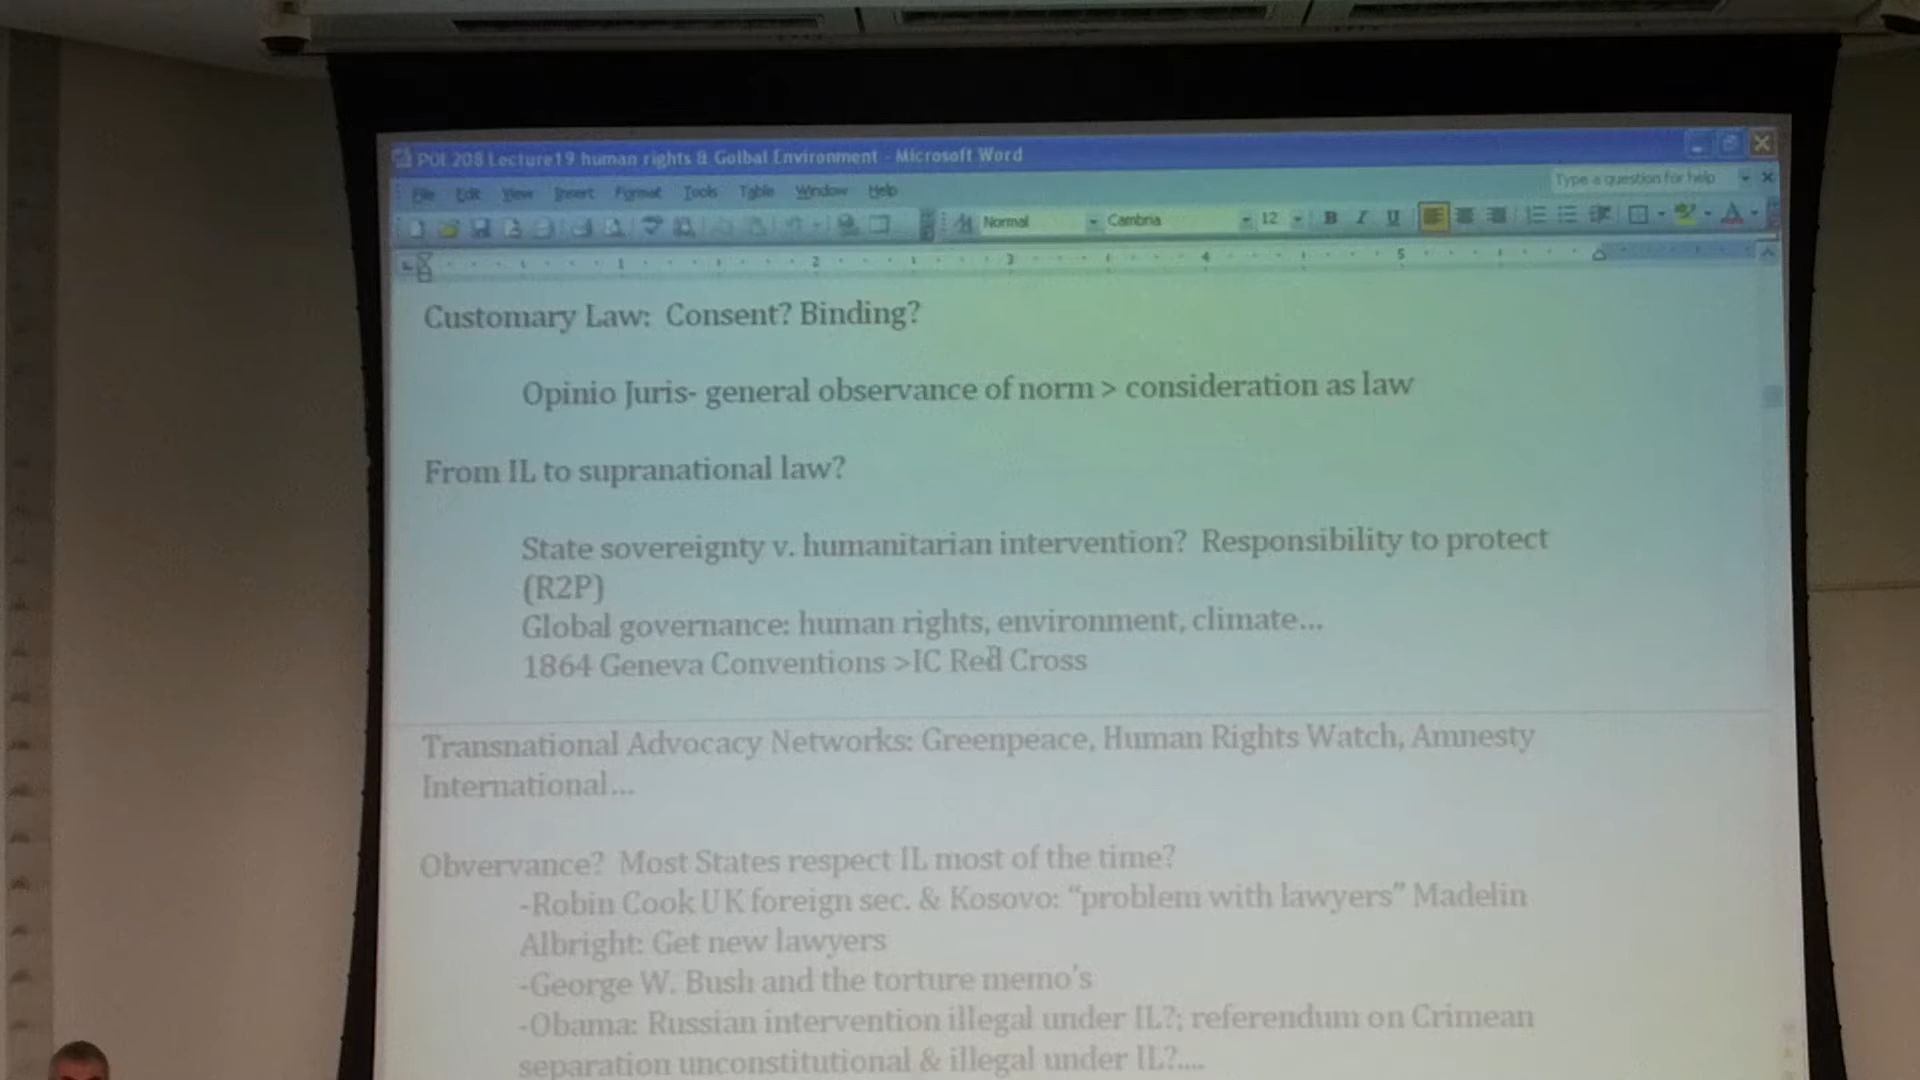 POL 208 Lecture19 human rights & Golbal Environment - Microsoft Word
File Edit View Insert Format Tools Table Window Help
Type a question for help
Normal Cambria 12 B I U
1 2 3 4 5
Customary Law: Consent? Binding?
Opinio Juris- general observance of norm > consideration as law
From IL to supranational law?
State sovereignty v. humanitarian intervention? Responsibility to protect
(R2P)
Global governance: human rights, environment, climate...
1864 Geneva Conventions >IC Red Cross
Transnational Advocacy Networks: Greenpeace, Human Rights Watch, Amnesty
International...
Obvervance? Most States respect IL most of the time?
-Robin Cook UK foreign sec. & Kosovo: “problem with lawyers” Madelin
Albright: Get new lawyers
-George W. Bush and the torture memo's
-Obama: Russian intervention illegal under IL?; referendum on Crimean
separation unconstitutional & illegal under IL?....